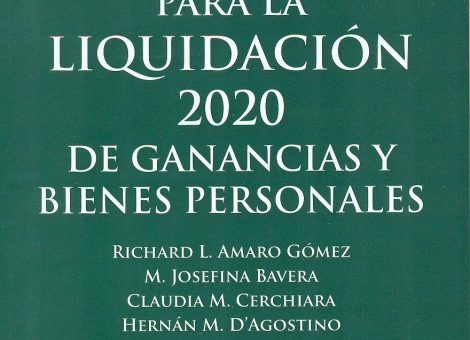 PARA LA
LIQUIDACIÓN
2020
DE GANANCIAS Y
BIENES PERSONALES
RICHARD L. AMARO GÓMEZ
M. JOSEFINA BAVERA
CLAUDIA M. CERCHIARA
HERNÁN M. D'AGOSTINO